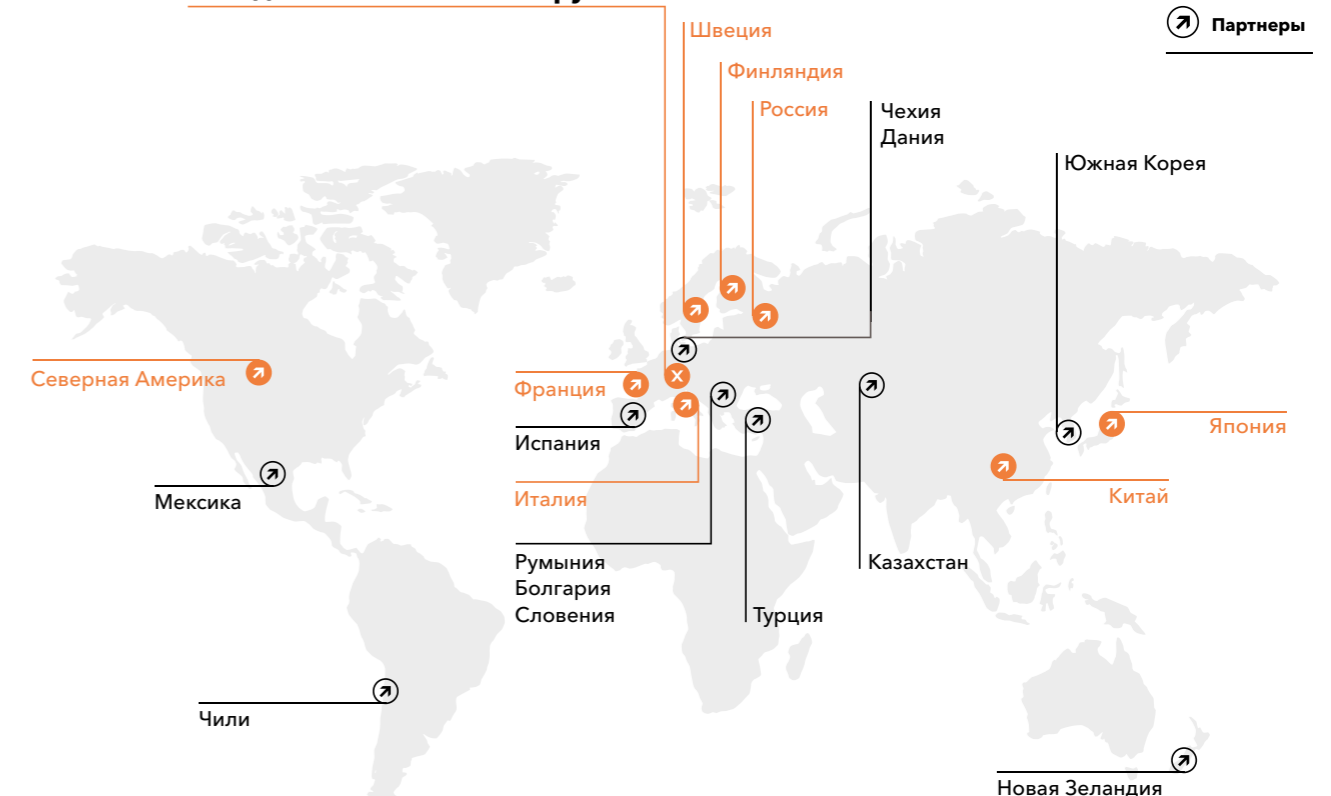 Партнеры
Швеция
Финляндия
Россия
Чехия
Дания
Южная Корея
Северная Америка
Франция
Испания
Япония
Мексика
Италия
Китай
Румыния
Болгария
Словения
Казахстан
Турция
Чили
Новая Зеландия